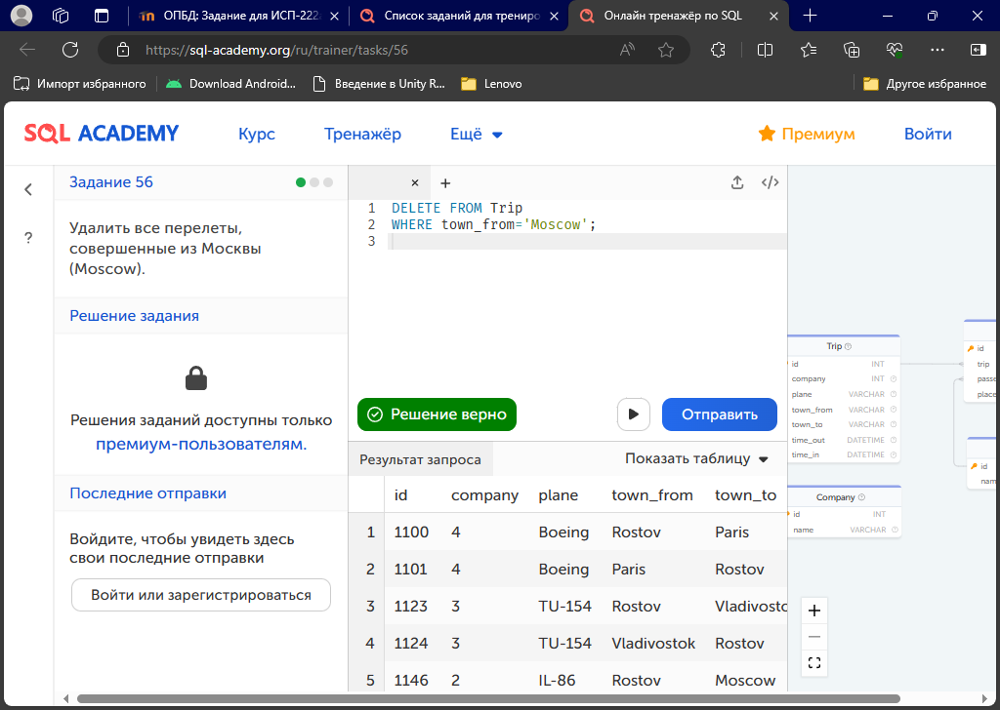 ОПБД: Задание для ИСП-222
Список заданий для трениро
Онлайн тренажёр по SQL
https://sql-academy.org/ru/trainer/tasks/56
Импорт избранного
Download Android...
Введение в Unity R...
Lenovo
Другое избранное
SQL ACADEMY
Курс
Тренажёр
Ещё
Премиум
Войти
Задание 56
?
Удалить все перелеты,
совершенные из Москвы
(Moscow).
Решение задания
Решения заданий доступны только
премиум-пользователям.
Последние отправки
Войдите, чтобы увидеть здесь
свои последние отправки
Войти или зарегистрироваться
1 DELETE FROM Trip
2 WHERE town_from='Moscow';
3
Решение верно
Отправить
Результат запроса
Показать таблицу
id company plane town_from town_to
1 1100 4 Boeing Rostov Paris
2 1101 4 Boeing Paris Rostov
3 1123 3 TU-154 Rostov Vladivosto
4 1124 3 TU-154 Vladivostok Rostov
5 1146 2 IL-86 Rostov Moscow
Trip
id INT
company INT
plane VARCHAR
town_from VARCHAR
town_to VARCHAR
time_out DATETIME
time_in DATETIME
Company
id INT
name VARCHAR
id
trip
passe
place
id
nam